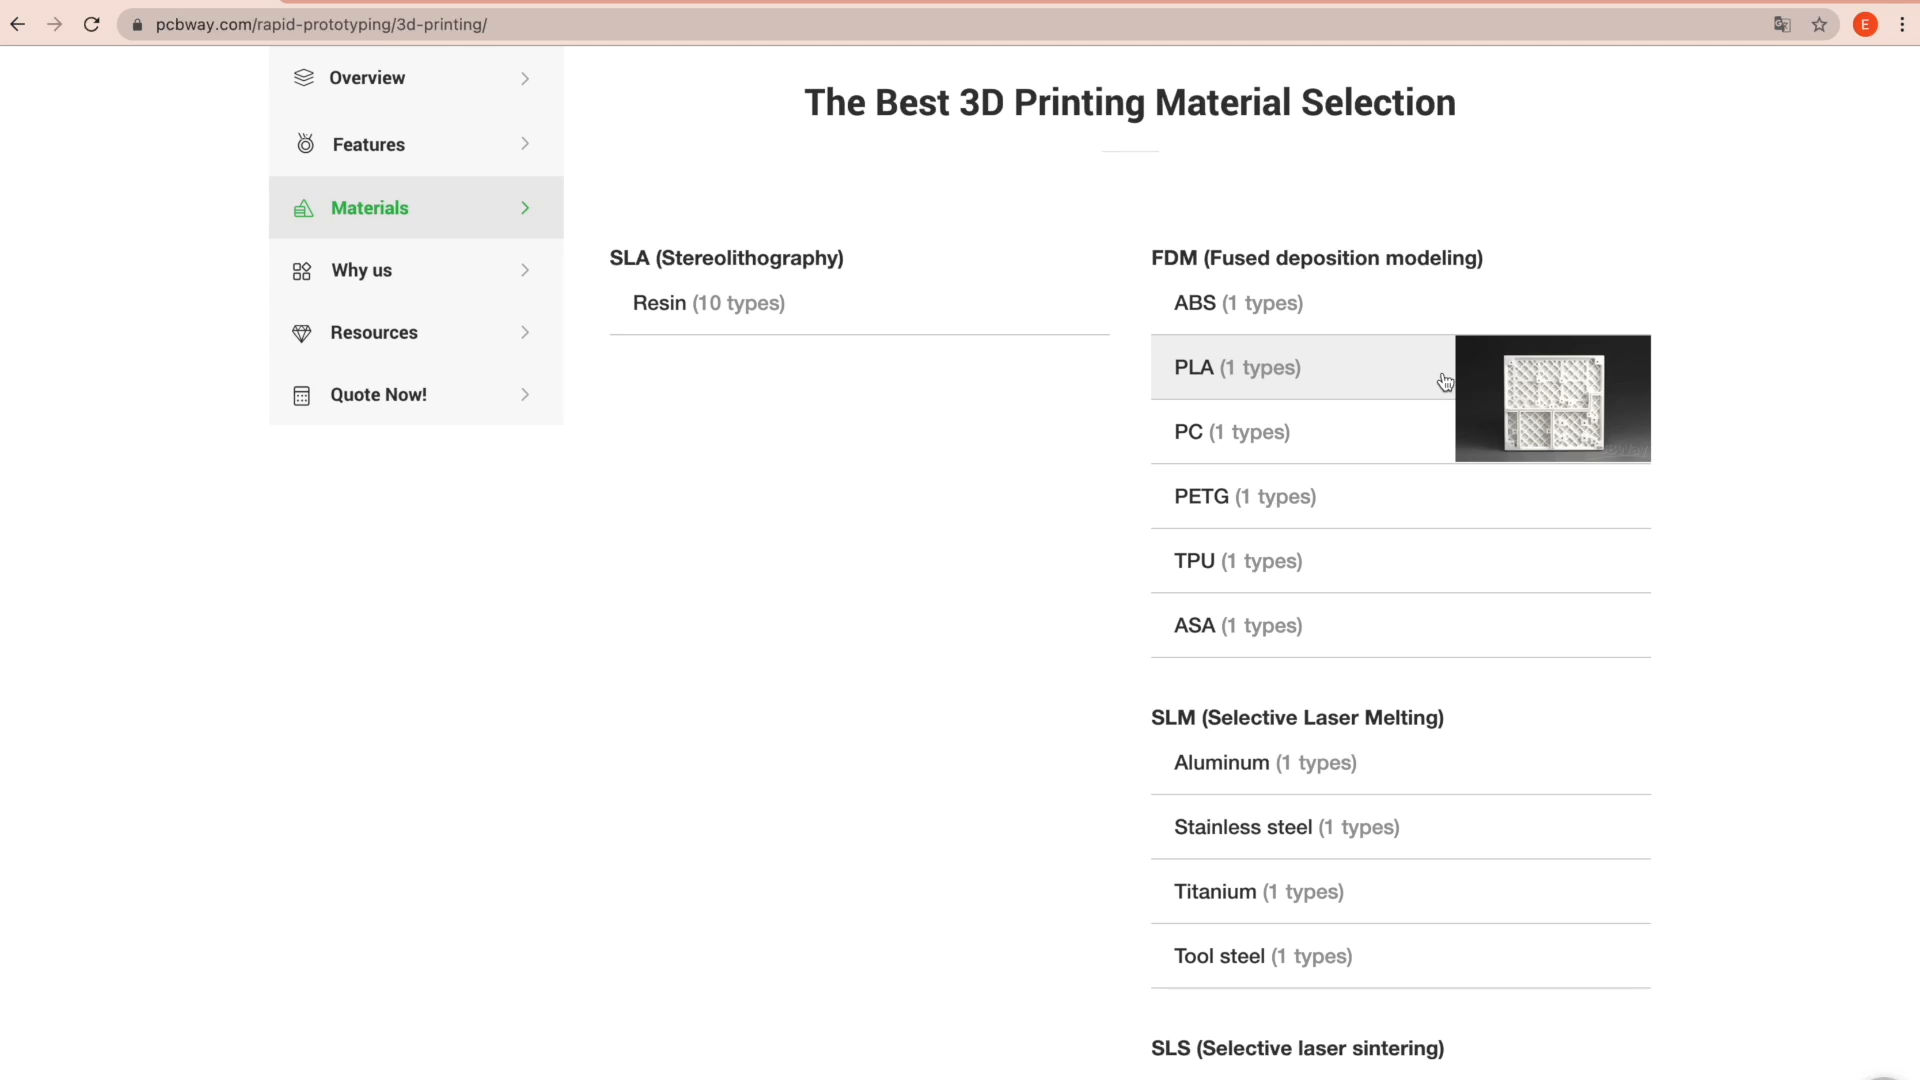 pcbway.com/rapid-prototyping/3d-printing/
E
Overview
Features
Materials
Why us
Resources
Quote Now!
The Best 3D Printing Material Selection
SLA (Stereolithography)
Resin (10 types)
FDM (Fused deposition modeling)
ABS (1 types)
PLA (1 types)
PC (1 types)
PETG (1 types)
TPU (1 types)
ASA (1 types)
SLM (Selective Laser Melting)
Aluminum (1 types)
Stainless steel (1 types)
Titanium (1 types)
Tool steel (1 types)
SLS (Selective laser sintering)